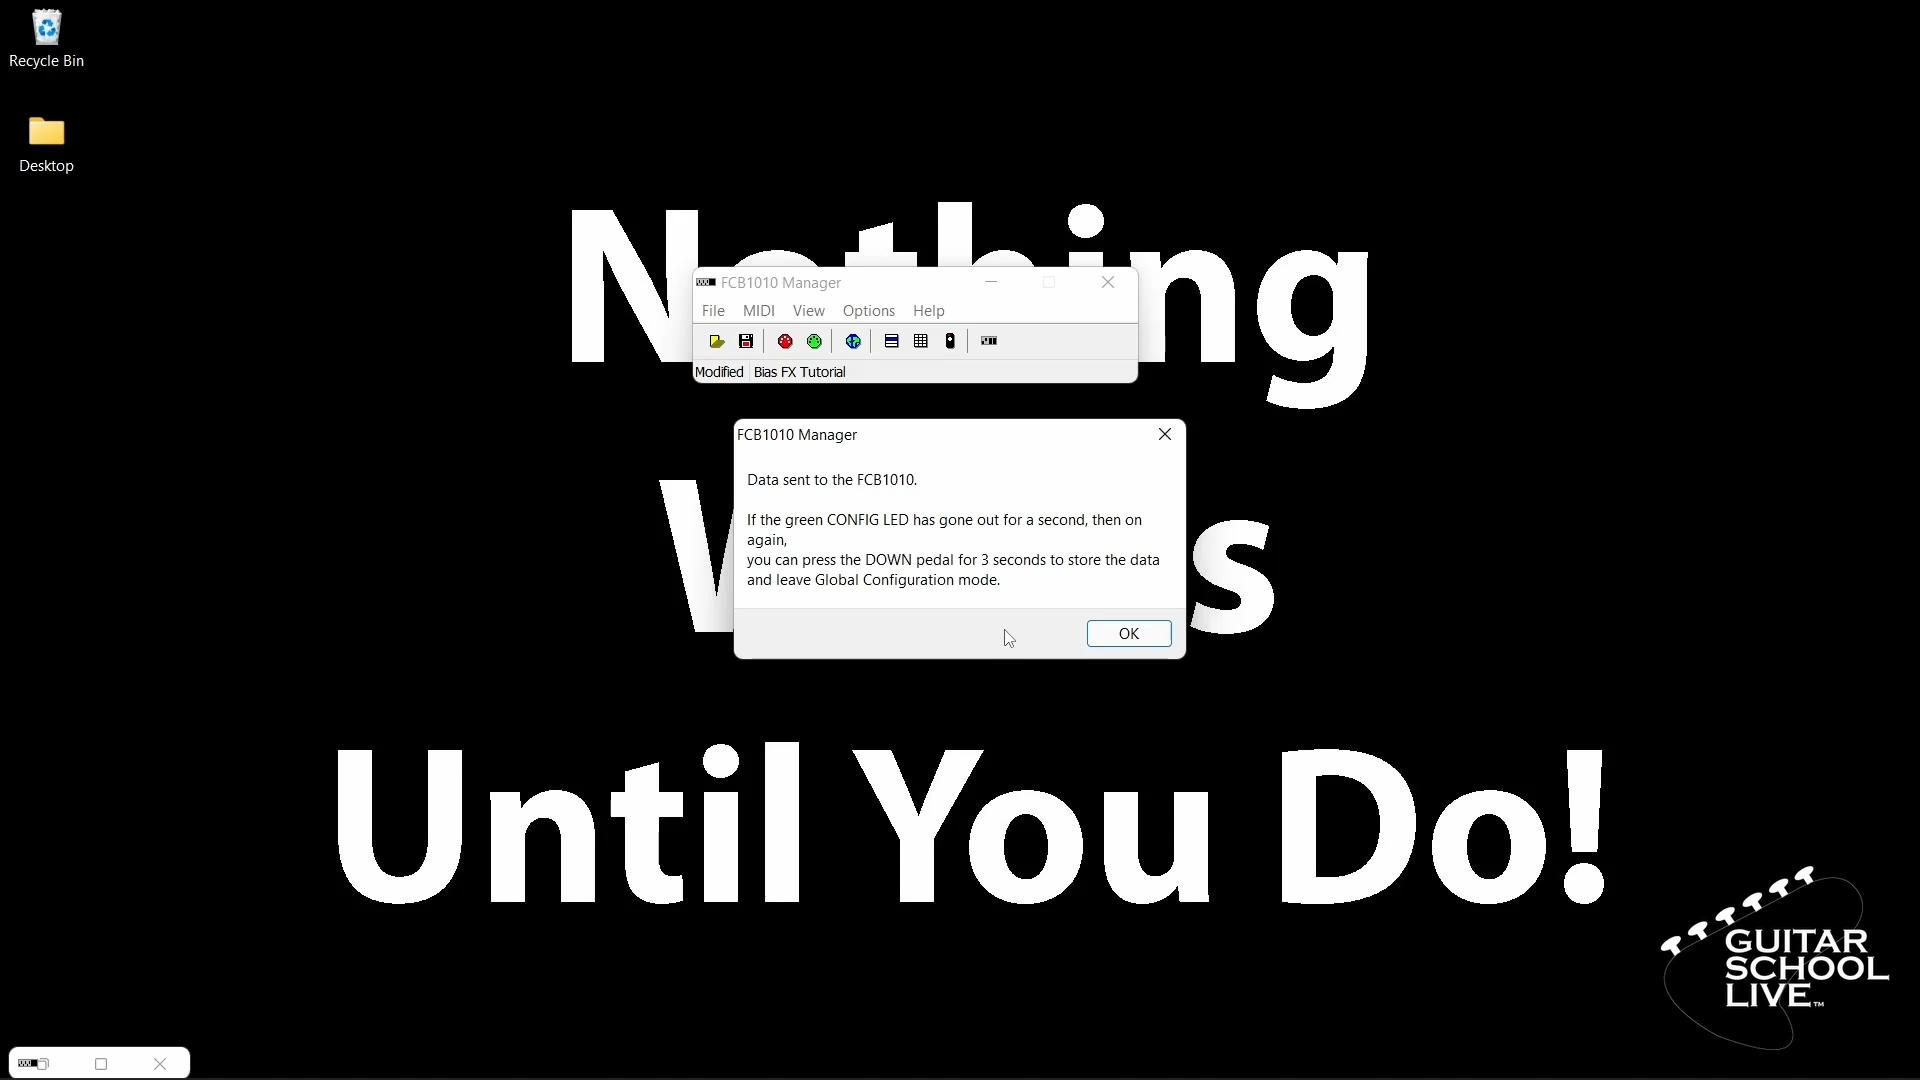 Recycle Bin
Desktop
Nothing
FCB1010 Manager
File MIDI View Options Help
Modified Bias FX Tutorial
FCB1010 Manager
Data sent to the FCB1010.
If the green CONFIG LED has gone out for a second, then on
again,
you can press the DOWN pedal for 3 seconds to store the data
and leave Global Configuration mode.
OK
Until You Do!
GUITAR
SCHOOL
LIVE™